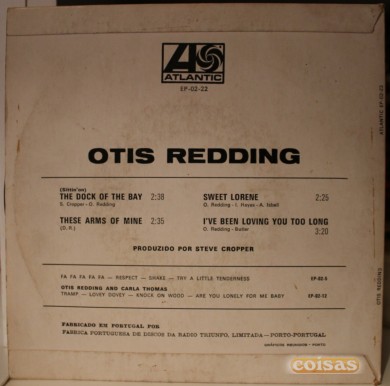 ATLANTIC
EP-02-22
OTIS REDDING
(Sittin'on)
THE DOCK OF THE BAY 2:38
S. Cropper - O. Redding
THESE ARMS OF MINE 2:35
(O. R.)
SWEET LORENE 2:25
O. Redding - I. Hayes - A. Isbell
I'VE BEEN LOVING YOU TOO LONG
O. Redding - Butler 2:20
PRODUZIDO POR STEVE CROPPER
FA FA FA FA FA — RESPECT — SHAKE — TRY A LITTLE TENDERNESS EP-02-5
OTIS REDDING AND CARLA THOMAS
TRAMP — LOVEY DOVEY — KNOCK ON WOOD — ARE YOU LONELY FOR ME BABY EP-02-12
FABRICADO EM PORTUGAL POR
FABRICA PORTUGUESA DE DISCOS DA RADIO TRIUNFO, LIMITADA — PORTO-PORTUGAL
coisas